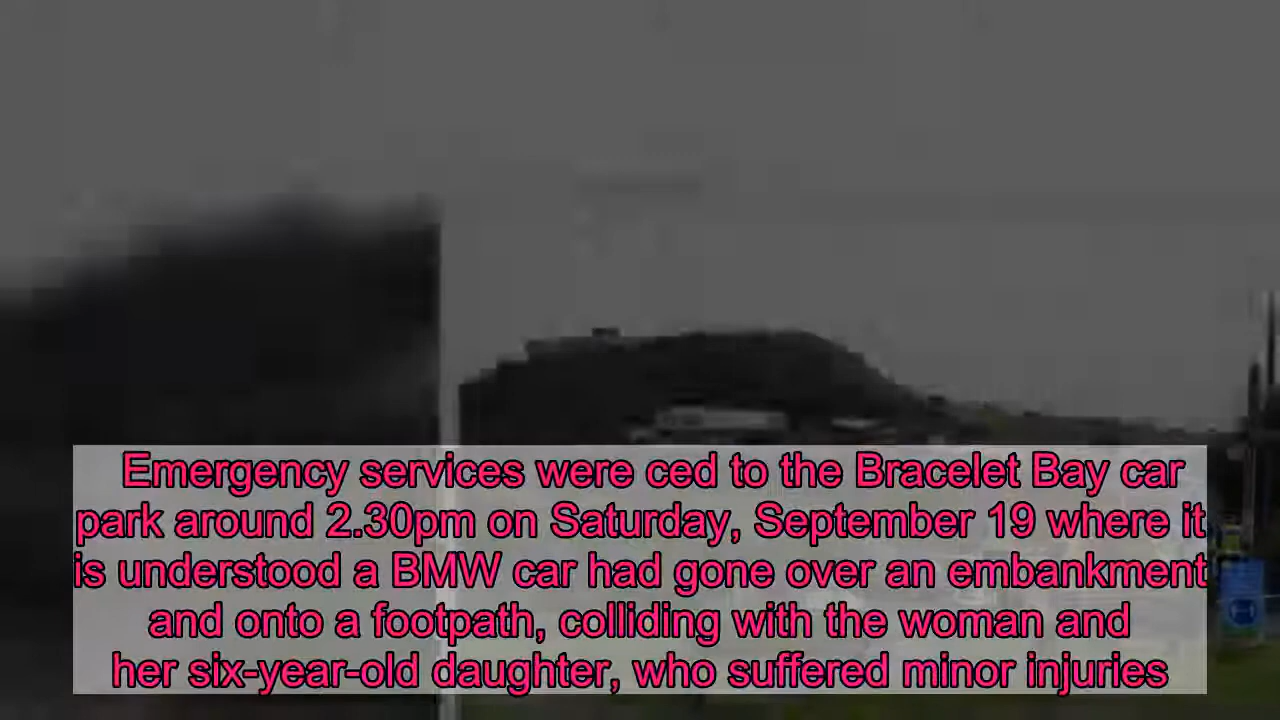 Emergency services were ced to the Bracelet Bay car
park around 2.30pm on Saturday, September 19 where it
is understood a BMW car had gone over an embankment
and onto a footpath, colliding with the woman and
her six-year-old daughter, who suffered minor injuries